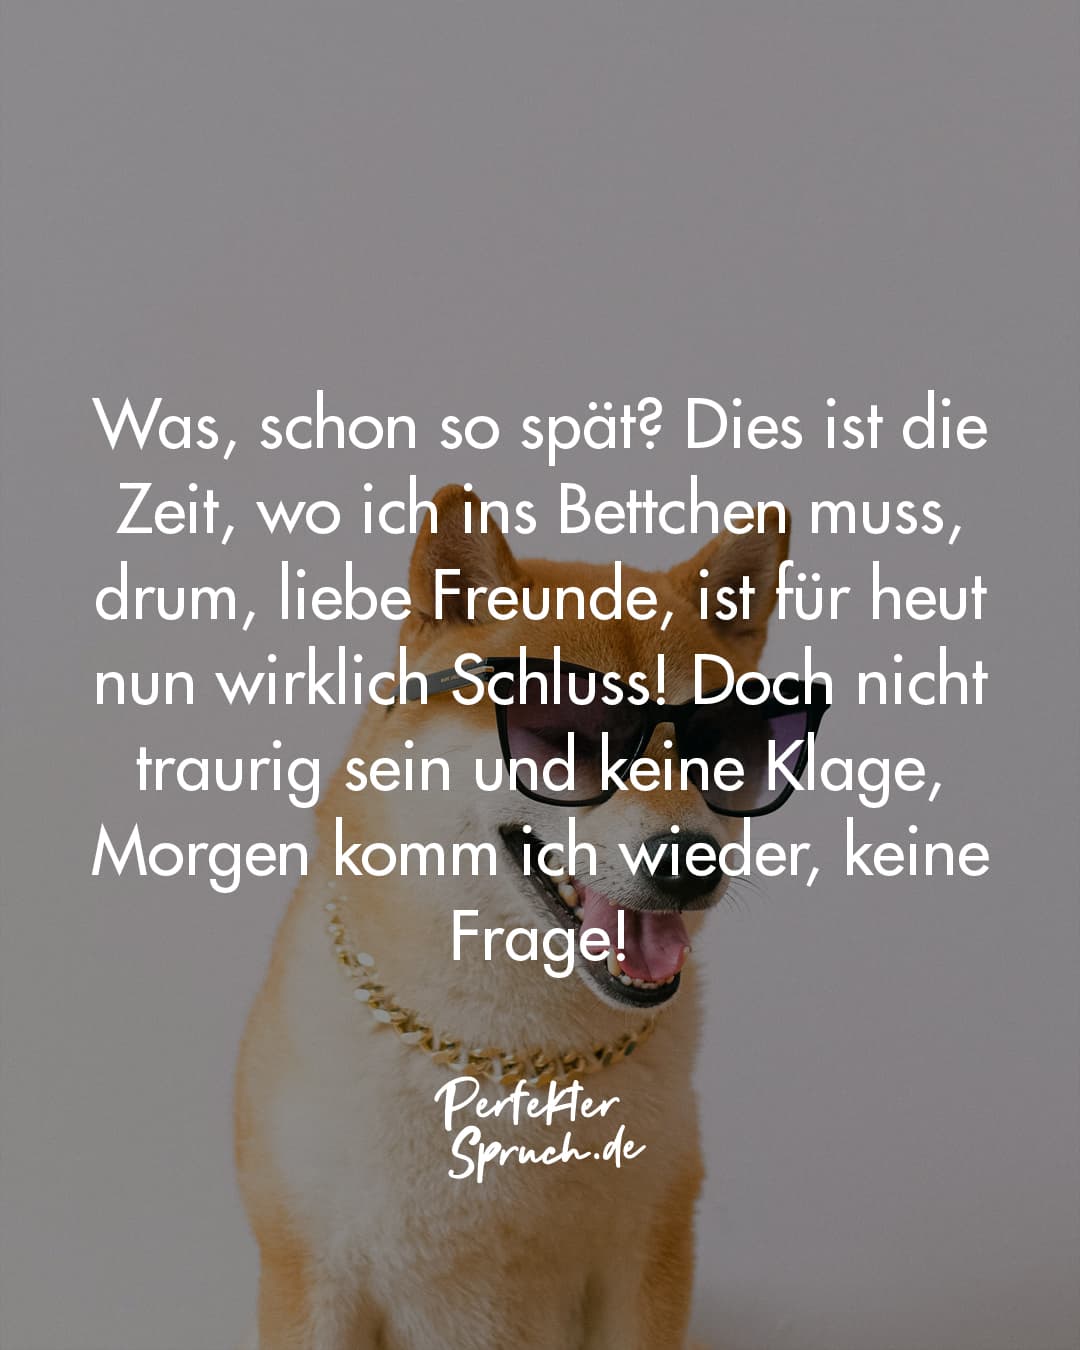 Was, schon so spät? Dies ist die
Zeit, wo ich ins Bettchen muss,
drum, liebe Freunde, ist für heut
nun wirklich Schluss! Doch nicht
traurig sein und keine Klage,
Morgen komm ich wieder, keine
Frage!
Perfekter
Spruch.de